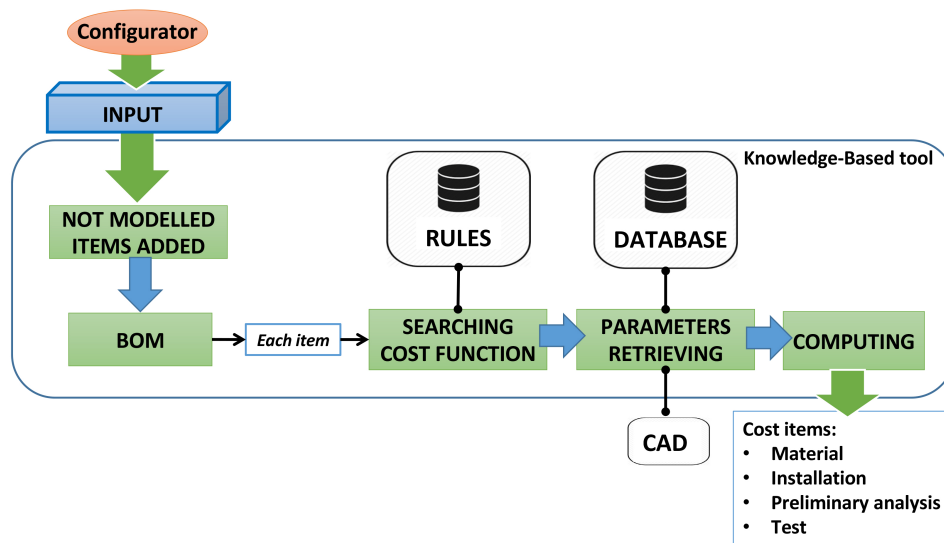 Configurator
INPUT
Knowledge-Based tool
RULES
DATABASE
NOT MODELLED
ITEMS ADDED
BOM
Each item
SEARCHING
COST FUNCTION
PARAMETERS
RETRIEVING
COMPUTING
CAD
Cost items:
• Material
• Installation
• Preliminary analysis
• Test